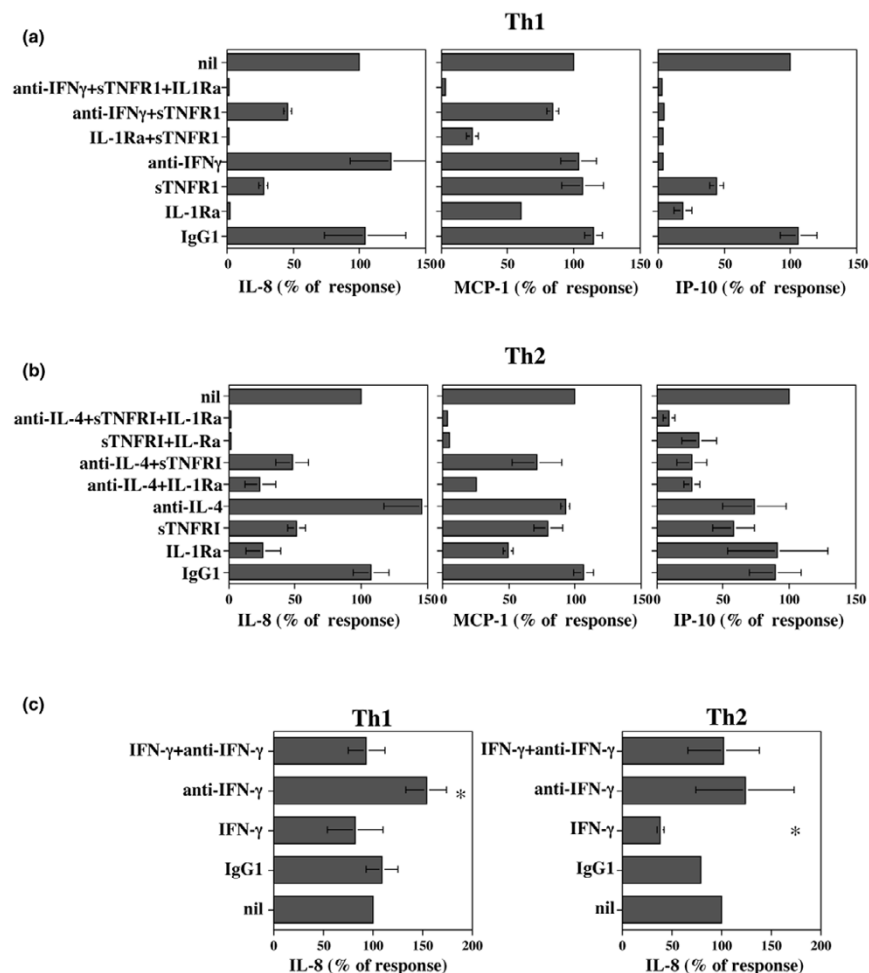 (a)
Th1
nil
anti-IFNγ+sTNFR1+IL1Ra
anti-IFNγ+sTNFR1
IL-1Ra+sTNFR1
anti-IFNγ
sTNFR1
IL-1Ra
IgG1
0 50 100 150
0 50 100 150
0 50 100 150
IL-8 (% of response)
MCP-1 (% of response)
IP-10 (% of response)
(b)
Th2
nil
anti-IL-4+sTNFRI+IL-1Ra
sTNFRI+IL-Ra
anti-IL-4+sTNFRI
anti-IL-4+IL-1Ra
anti-IL-4
sTNFRI
IL-1Ra
IgG1
0 50 100 150
0 50 100 150
0 50 100 150
IL-8 (% of response)
MCP-1 (% of response)
IP-10 (% of response)
(c)
Th1
IFN-γ+anti-IFN-γ
anti-IFN-γ
*
IFN-γ
IgG1
nil
0 100 200
IL-8 (% of response)
Th2
IFN-γ+anti-IFN-γ
anti-IFN-γ
IFN-γ
*
IgG1
nil
0 50 100 150 200
IL-8 (% of response)